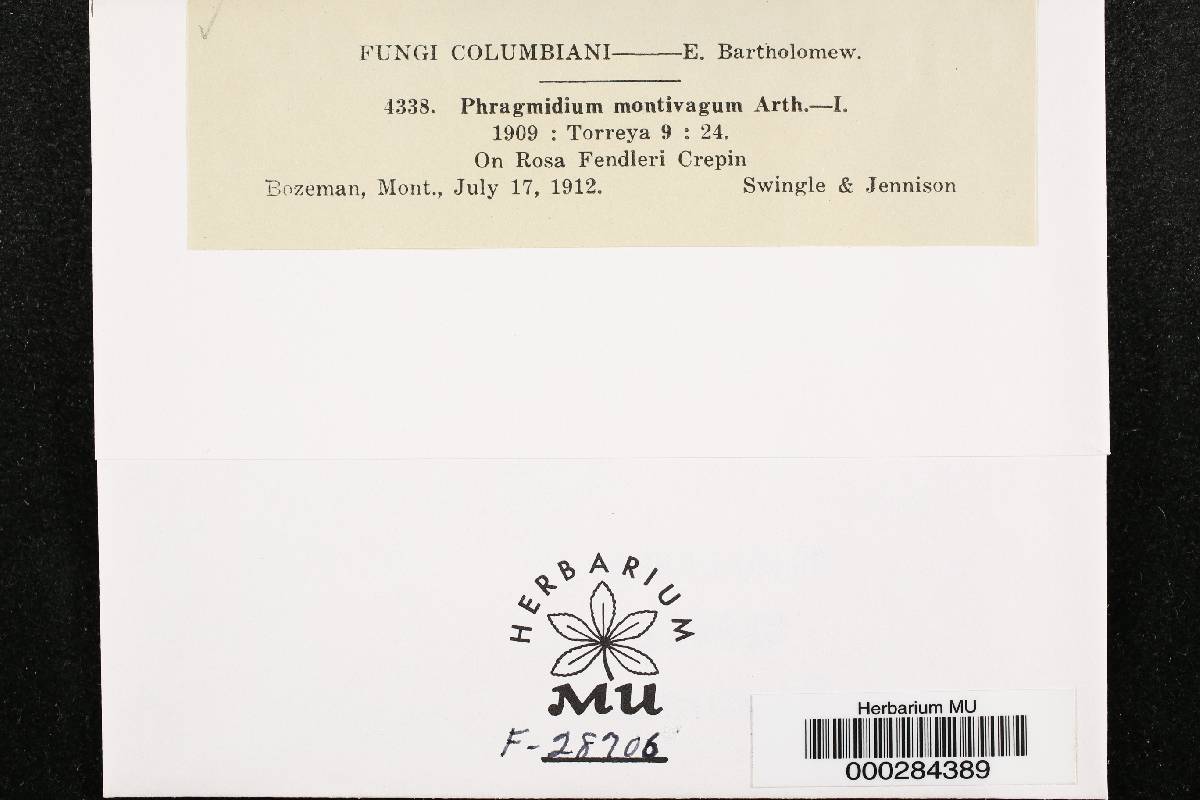 FUNGI COLUMBIANI——E. Bartholomew.
4338. Phragmidium montivagum Arth.—I.
1909 : Torreya 9 : 24.
On Rosa Fendleri Crepin
Bozeman, Mont., July 17, 1912. Swingle & Jennison
HERBARIUM
MU
F-28706
Herbarium MU
000284389